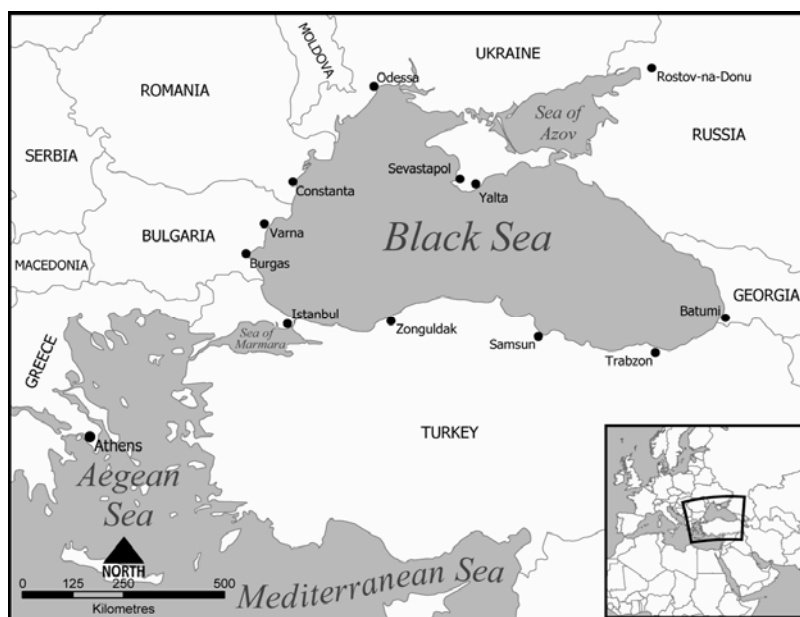 MOLDOVA
UKRAINE
Odessa
Rostov-na-Donu
ROMANIA
Sea of
Azov
RUSSIA
SERBIA
Sevastapol
Constanta
Yalta
Varna
BULGARIA
Black Sea
Burgas
MACEDONIA
GEORGIA
Batumi
Istanbul
Zonguldak
Sea of
Marmara
Samsun
Trabzon
GREECE
TURKEY
Athens
Aegean
Sea
NORTH
Mediterranean Sea
0 125 250 500
Kilometres